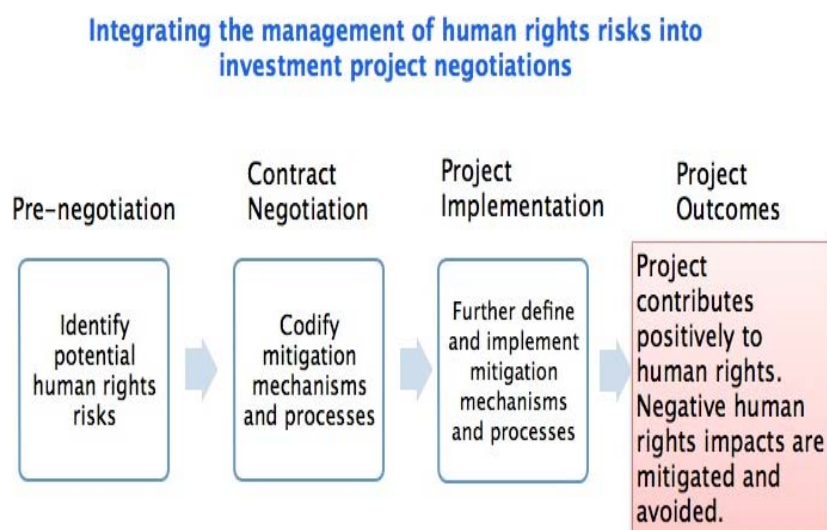 Integrating the management of human rights risks into
investment project negotiations
Pre-negotiation
Contract
Negotiation
Project
Implementation
Project
Outcomes
Identify
potential
human rights
risks
Codify
mitigation
mechanisms
and processes
Further define
and implement
mitigation
mechanisms
and processes
Project
contributes
positively to
human rights.
Negative human
rights impacts are
mitigated and
avoided.